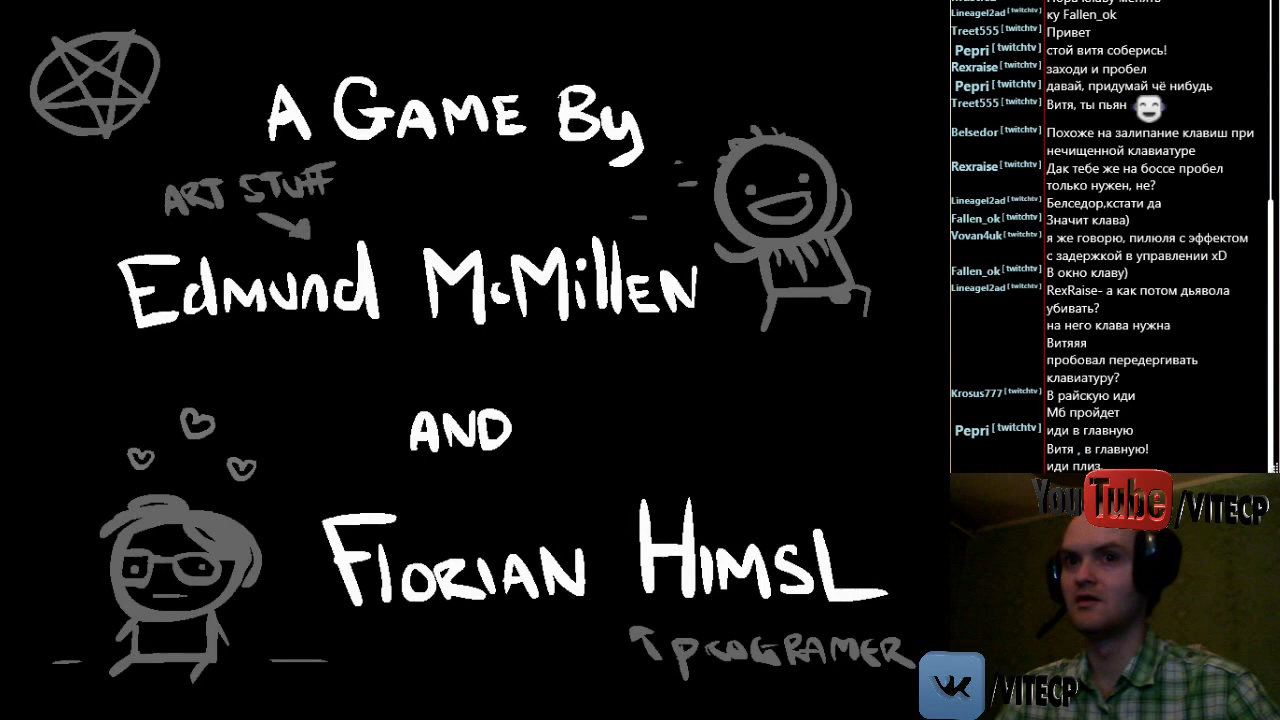 A GAME By
ART STUFF
Edmund McMillen
AND
Florian Himsl
PROGRAMER
Lineagel2ad [twitchtv] ку Fallen_ok
Treet555 [twitchtv] Привет
Pepri [twitchtv] стой витя соберись!
Rexraise [twitchtv] заходи и пробел
Pepri [twitchtv] давай, придумай чё нибудь
Treet555 [twitchtv] Витя, ты пьян
Belsedor [twitchtv] Похоже на залипание клавиш при
нечищенной клавиатуре
Rexraise [twitchtv] Дак тебе же на боссе пробел
только нужен, не?
Lineagel2ad [twitchtv] Белседор,кстати да
Fallen_ok [twitchtv] Значит клава)
Vovan4uk [twitchtv] я же говорю, пилюля с эффектом
с задержкой в управлении xD
Fallen_ok [twitchtv] В окно клаву)
Lineagel2ad [twitchtv] RexRaise- а как потом дьявола
убивать?
на него клава нужна
Витяяя
пробовал передергивать
клавиатуру?
Krosus777 [twitchtv] В райскую иди
Мб пройдет
Pepri [twitchtv] иди в главную
Витя , в главную!
иди плиз.
YouTube/VITECP
/VITECP